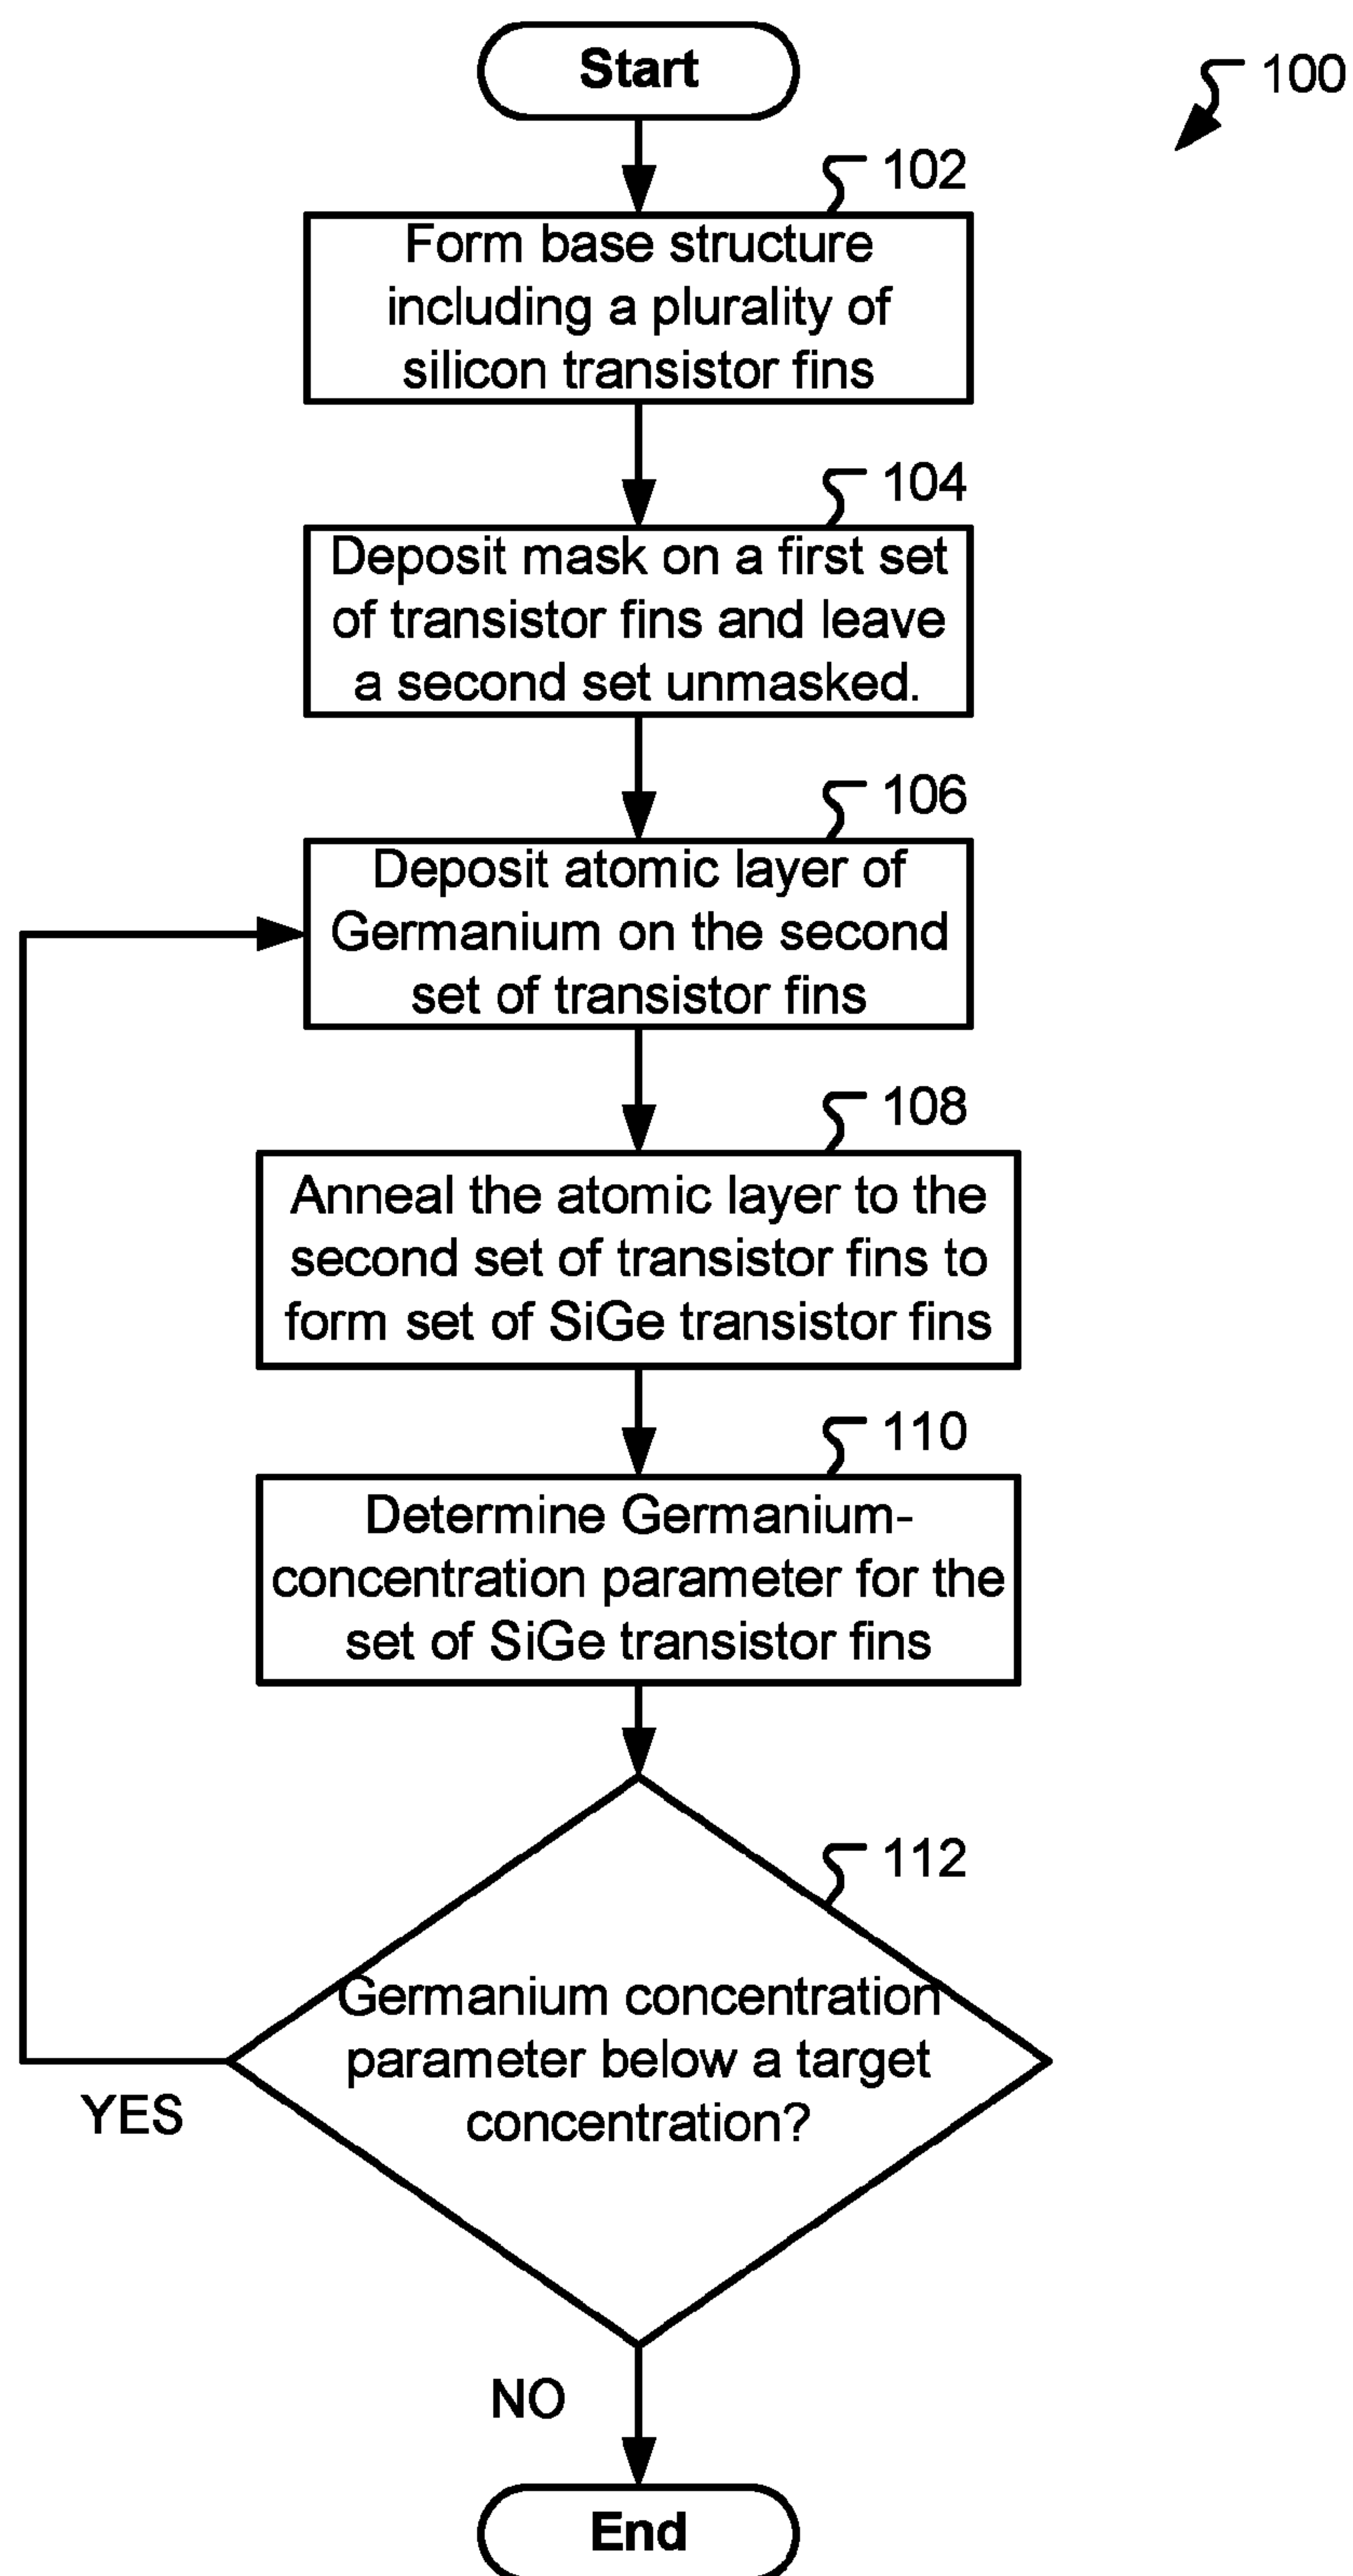 Start
100
102
Form base structure
including a plurality of
silicon transistor fins
104
Deposit mask on a first set
of transistor fins and leave
a second set unmasked.
106
Deposit atomic layer of
Germanium on the second
set of transistor fins
108
Anneal the atomic layer to the
second set of transistor fins to
form set of SiGe transistor fins
110
Determine Germanium-
concentration parameter for the
set of SiGe transistor fins
112
Germanium concentration
parameter below a target
concentration?
YES
NO
End